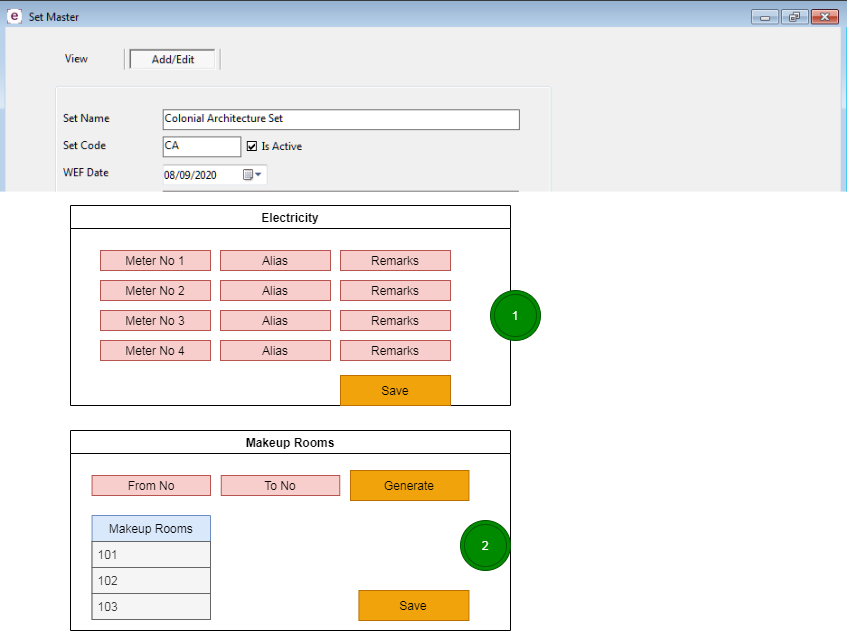 e Set Master
View Add/Edit
Set Name Colonial Architecture Set
Set Code CA Is Active
WEF Date 08/09/2020
Electricity
Meter No 1 Alias Remarks
Meter No 2 Alias Remarks
Meter No 3 Alias Remarks
Meter No 4 Alias Remarks
1
Save
Makeup Rooms
From No To No Generate
Makeup Rooms
2
101
102
103
Save